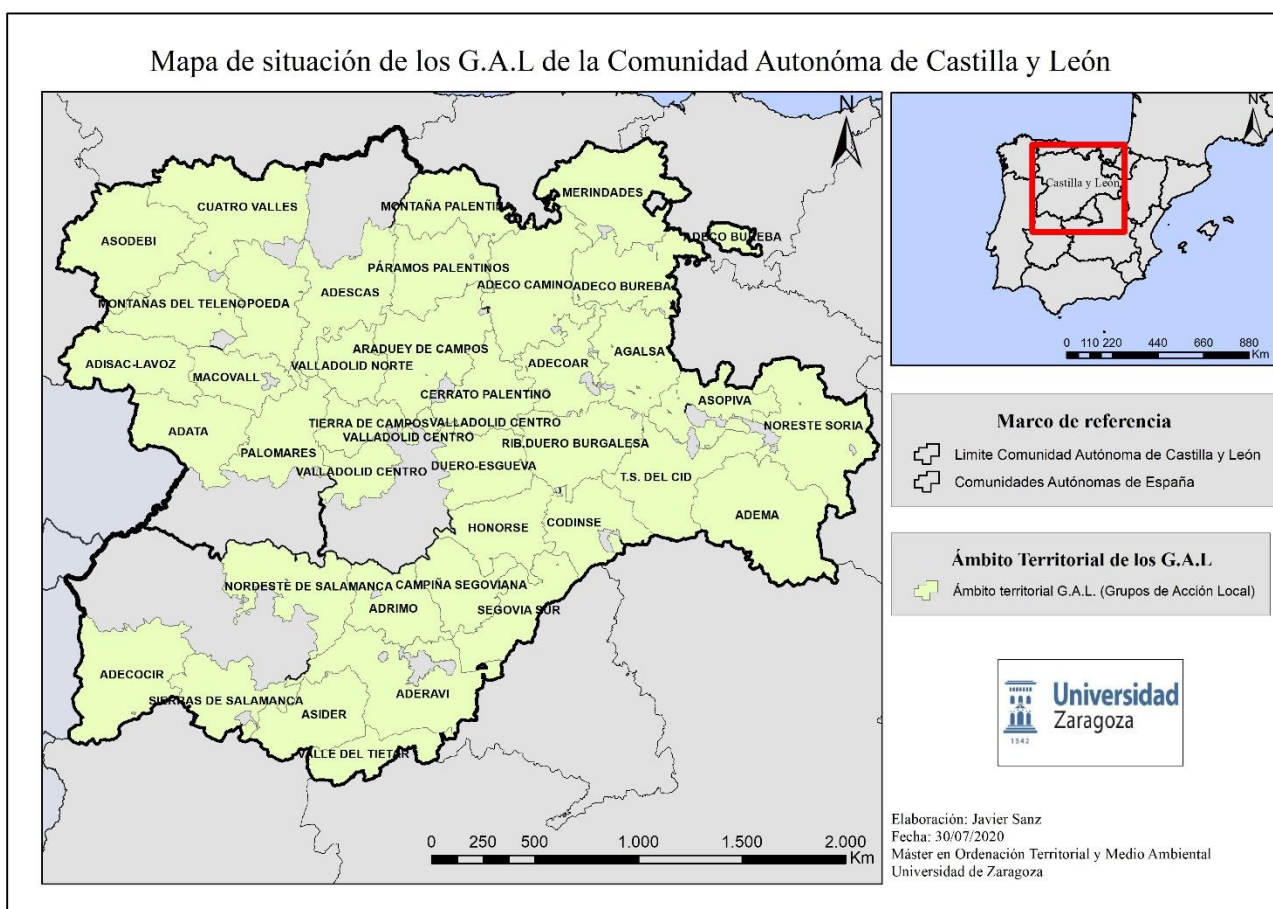 Mapa de situación de los G.A.L de la Comunidad Autonóma de Castilla y León
N
MERINDADES
CUATRO VALLES
MONTAÑA PALENTINA
ASODEBI
ADECO BUREBA
PÁRAMOS PALENTINOS
ADESCAS
ADECO CAMINO
ADECO BUREBA
MONTAÑAS DEL TELENO
POEDA
ARADUEY DE CAMPOS
AGALSA
ADISAC-LAVOZ
MACOVALL
VALLADOLID NORTE
ADECOAR
CERRATO PALENTINO
ASOPIVA
NORESTE SORIA
ADATA
TIERRA DE CAMPOS
VALLADOLID CENTRO
VALLADOLID CENTRO
RIB.DUERO BURGALESA
PALOMARES
VALLADOLID CENTRO
DUERO-ESGUEVA
T.S. DEL CID
ADEMA
HONORSE
CODINSE
NORDESTE DE SALAMANCA
CAMPIÑA SEGOVIANA
ADRIMO
SEGOVIA SUR
ADECOCIR
SIERRAS DE SALAMANCA
ADERAVI
ASIDER
VALLE DEL TIETAR
0 250 500 1.000 1.500 2.000
Km
N
Castilla y León
0 110 220 440 660 880
Km
Marco de referencia
Limite Comunidad Autónoma de Castilla y León
Comunidades Autónomas de España
Ámbito Territorial de los G.A.L
Ámbito territorial G.A.L. (Grupos de Acción Local)
Universidad
Zaragoza
1542
Elaboración: Javier Sanz
Fecha: 30/07/2020
Máster en Ordenación Territorial y Medio Ambiental
Universidad de Zaragoza